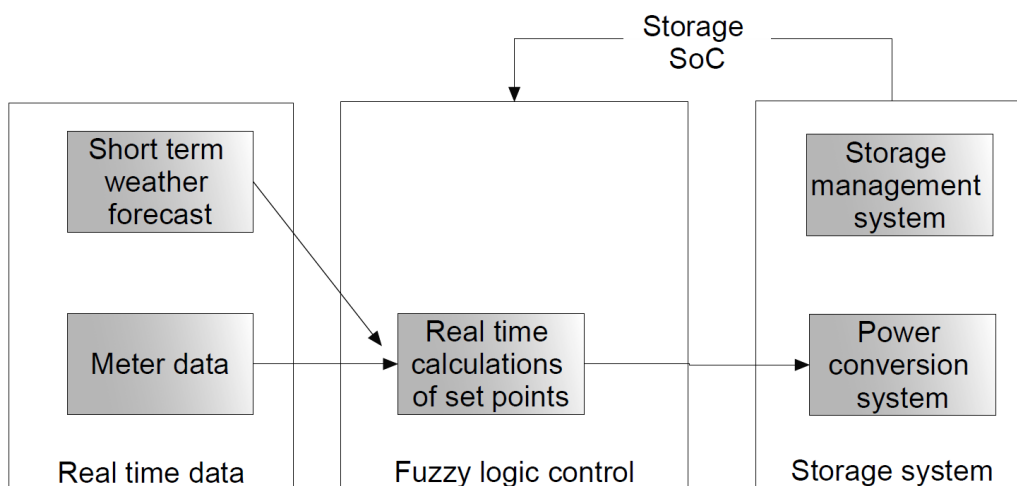 Storage
SoC
Short term
weather
forecast
Meter data
Real time data
Real time
calculations
of set points
Fuzzy logic control
Storage
management
system
Power
conversion
system
Storage system